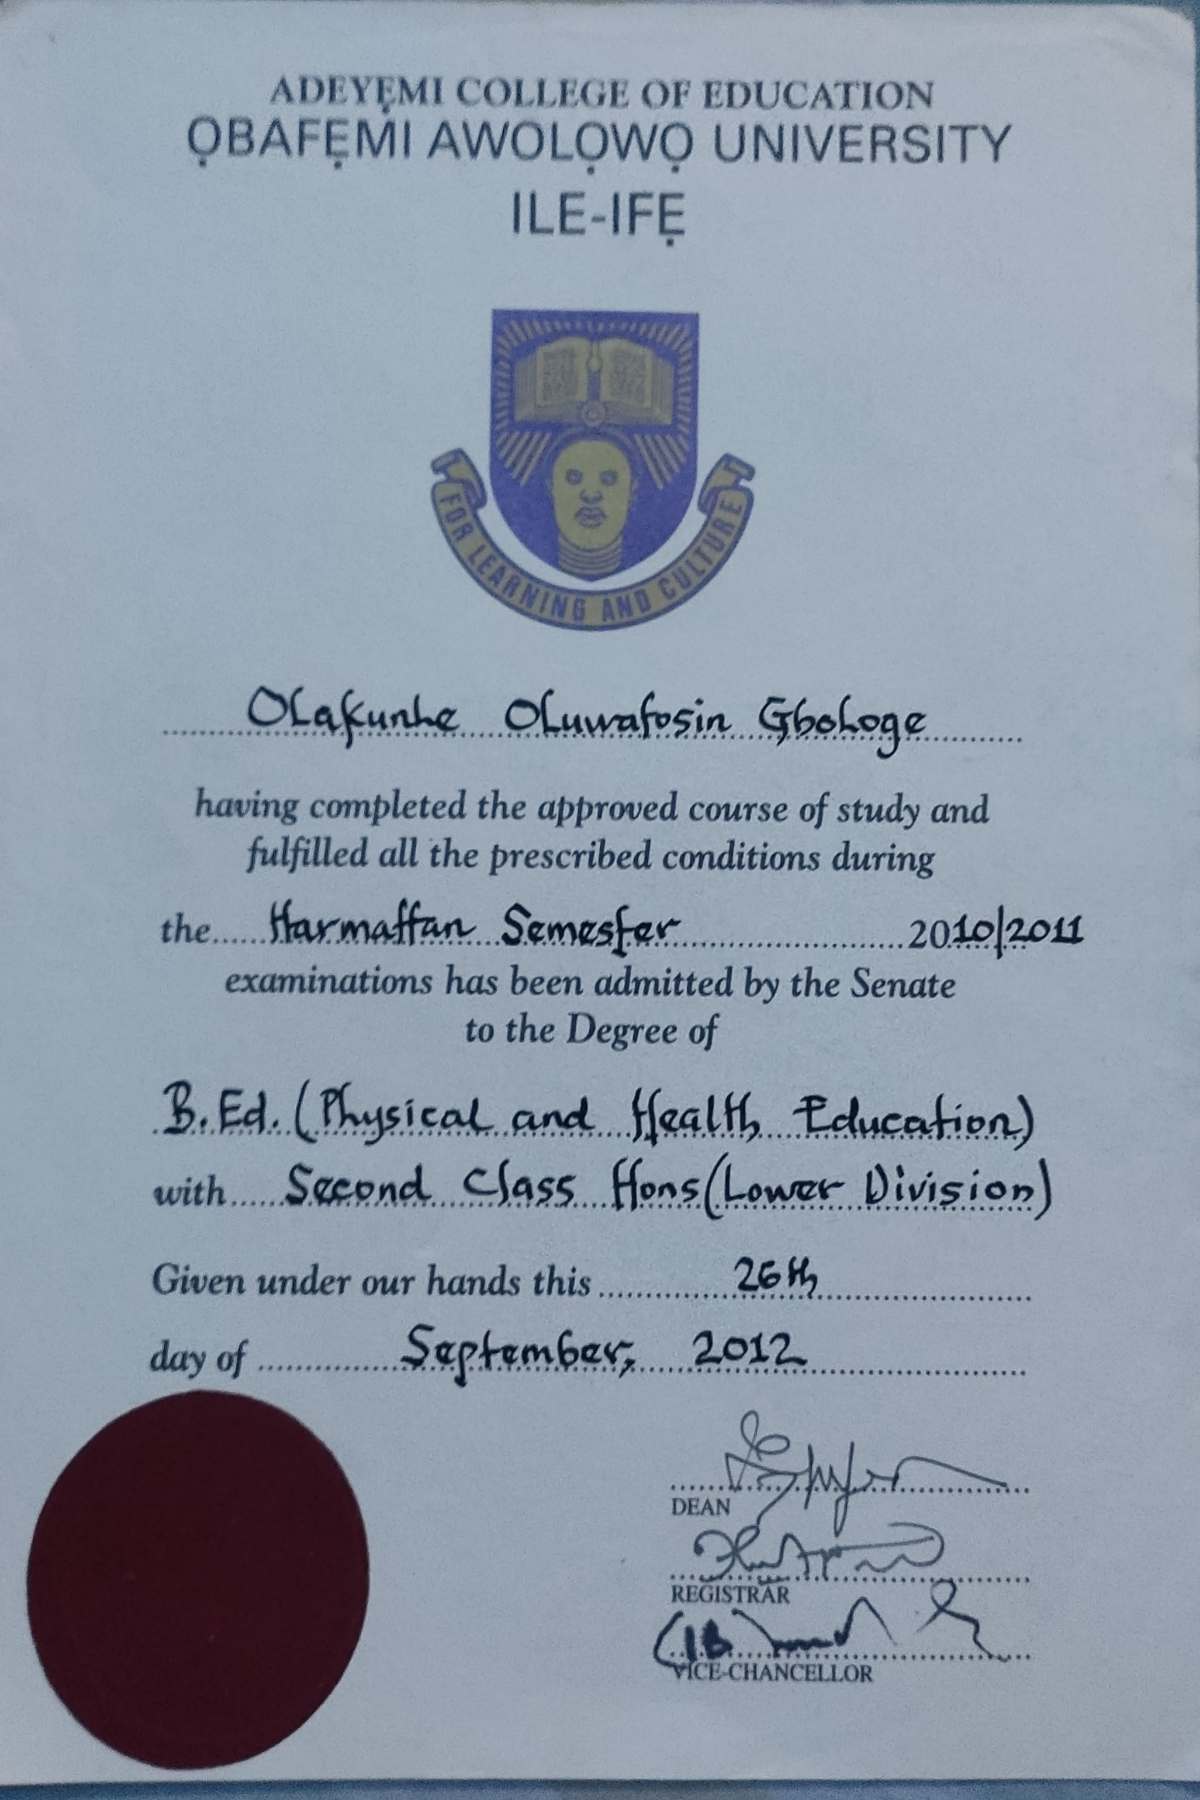 ADEYẸMI COLLEGE OF EDUCATION
ỌBAFẸMI AWOLỌWỌ UNIVERSITY
ILE-IFẸ
FOR LEARNING AND CULTURE
Olakunle Oluwafosin Gbologe
having completed the approved course of study and
fulfilled all the prescribed conditions during
the Harmattan Semester 2010/2011
examinations has been admitted by the Senate
to the Degree of
B.Ed. (Physical and Health Education)
with Second Class Hons (Lower Division)
Given under our hands this 26th
day of September, 2012
DEAN
REGISTRAR
VICE-CHANCELLOR